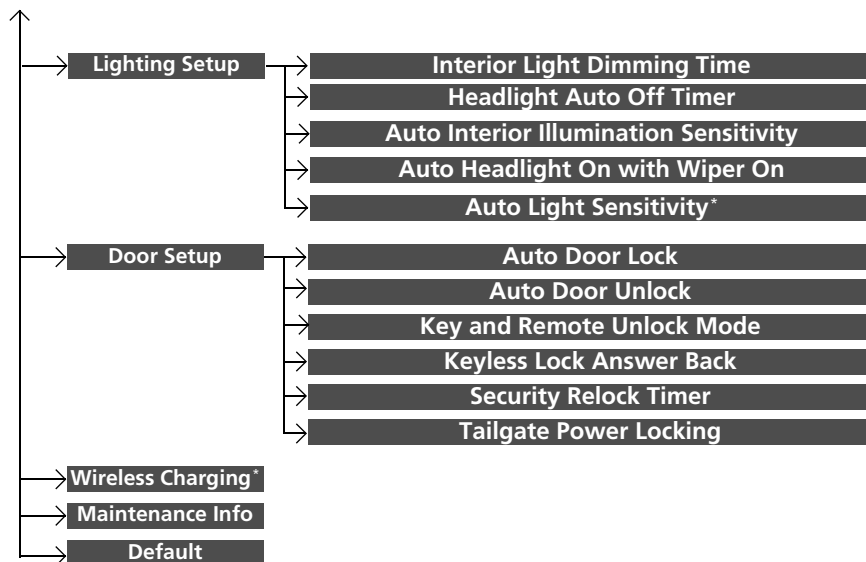 Lighting Setup
Interior Light Dimming Time
Headlight Auto Off Timer
Auto Interior Illumination Sensitivity
Auto Headlight On with Wiper On
Auto Light Sensitivity*
Door Setup
Auto Door Lock
Auto Door Unlock
Key and Remote Unlock Mode
Keyless Lock Answer Back
Security Relock Timer
Tailgate Power Locking
Wireless Charging*
Maintenance Info
Default